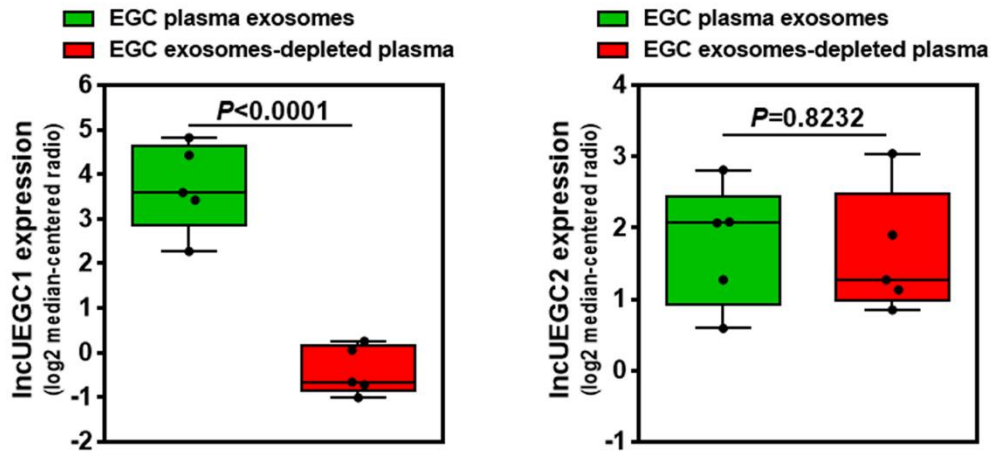 EGC plasma exosomes
EGC exosomes-depleted plasma
lncUEGC1 expression
(log2 median-centered radio)
6
5
4
3
2
1
0
-1
-2
P<0.0001
EGC plasma exosomes
EGC exosomes-depleted plasma
lncUEGC2 expression
(log2 median-centered radio)
4
3
2
1
0
-1
P=0.8232